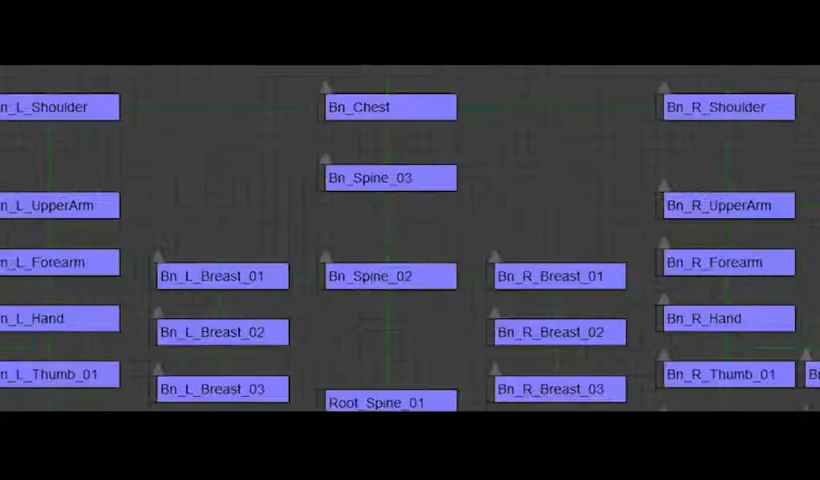 n_L_Shoulder
Bn_Chest
Bn_R_Shoulder
Bn_Spine_03
n_L_UpperArm
Bn_R_UpperArm
n_L_Forearm
Bn_L_Breast_01
Bn_Spine_02
Bn_R_Breast_01
Bn_R_Forearm
n_L_Hand
Bn_L_Breast_02
Bn_R_Breast_02
Bn_R_Hand
n_L_Thumb_01
Bn_L_Breast_03
Root_Spine_01
Bn_R_Breast_03
Bn_R_Thumb_01